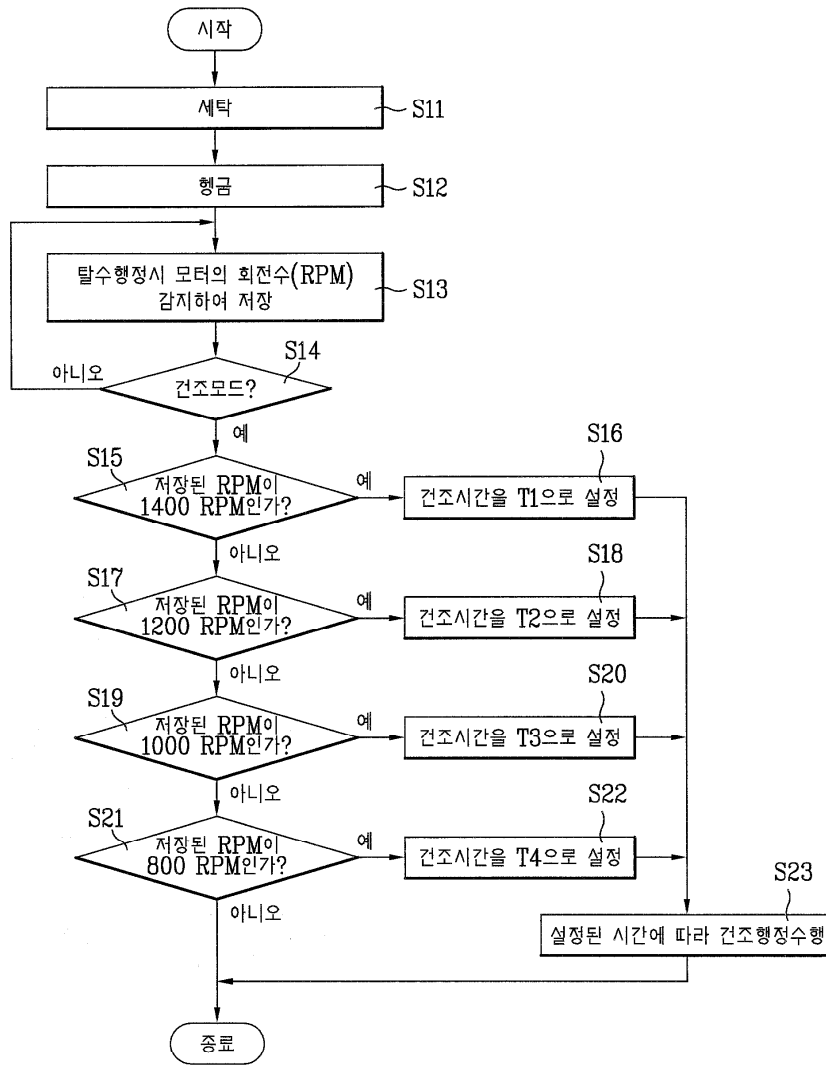 시작
세탁
S11
헹굼
S12
탈수행정시 모터의 회전수(RPM)
감지하여 저장
S13
S14
건조모드?
아니오
예
S15
저장된 RPM이
1400 RPM인가?
예
S16
건조시간을 T1으로 설정
아니오
S17
저장된 RPM이
1200 RPM인가?
예
S18
건조시간을 T2으로 설정
아니오
S19
저장된 RPM이
1000 RPM인가?
예
S20
건조시간을 T3으로 설정
아니오
S21
저장된 RPM이
800 RPM인가?
예
S22
건조시간을 T4으로 설정
아니오
S23
설정된 시간에 따라 건조행정수행
종료